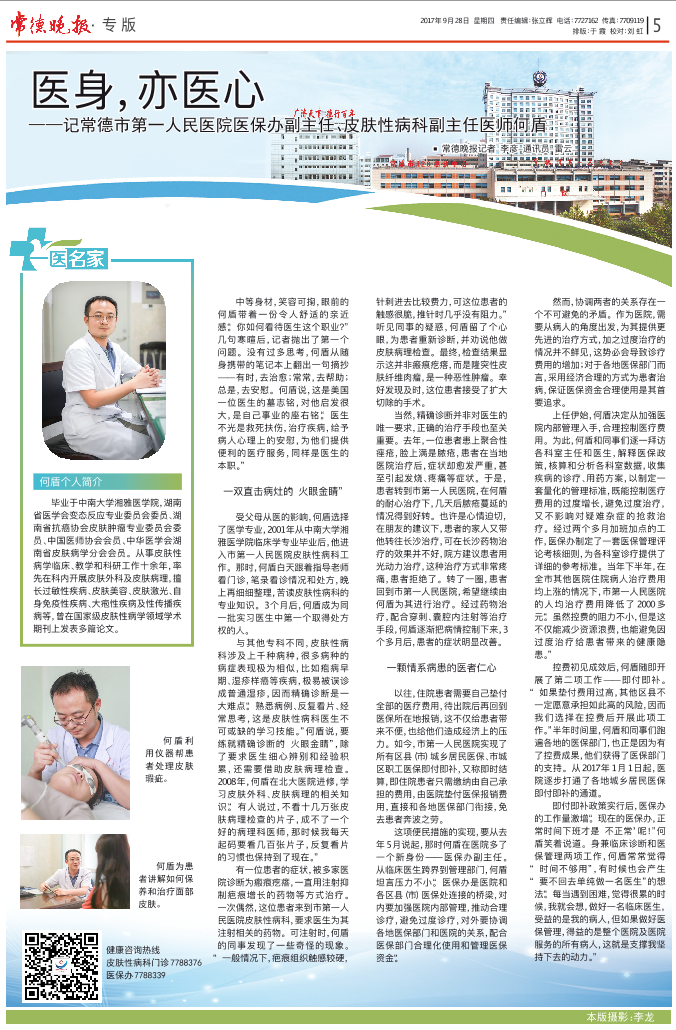 常德晚报·专版
2017年9月28日 星期四 责任编辑：张立辉 电话：7727162 传真：7709119
排版：于霞 校对：刘虹
5
医身，亦医心
——记常德市第一人民医院医保办副主任、皮肤性病科副主任医师何盾
■ 常德晚报记者 李彦 通讯员 雷云
医名家
何盾个人简介
毕业于中南大学湘雅医学院，湖南
省医学会变态反应专业委员会委员、湖
南省抗癌协会皮肤肿瘤专业委员会委
员、中国医师协会会员、中华医学会湖
南省皮肤病学分会会员。从事皮肤性
病学临床、教学和科研工作十余年，率
先在科内开展皮肤外科及皮肤病理，擅
长过敏性疾病、皮肤美容、皮肤激光、自
身免疫性疾病、大疱性疾病及性传播疾
病等，曾在国家级皮肤性病学领域学术
期刊上发表多篇论文。
何盾利
用仪器帮患
者处理皮肤
瑕疵。
何盾为患
者讲解如何保
养和治疗面部
皮肤。
健康咨询热线
皮肤性病科门诊7788376
医保办7788339
中等身材，笑容可掬，眼前的
何盾带着一份令人舒适的亲近
感。“你如何看待医生这个职业？”
几句寒暄后，记者抛出了第一个
问题。没有过多思考，何盾从随
身携带的笔记本上翻出一句摘抄
——有时，去治愈；常常，去帮助；
总是，去安慰。何盾说，这是美国
一位医生的墓志铭，对他启发很
大，是自己事业的座右铭。“医生
不光是救死扶伤，治疗疾病，给予
病人心理上的安慰，为他们提供
便利的医疗服务，同样是医生的
本职。”
一双直击病灶的“火眼金睛”
受父母从医的影响，何盾选择
了医学专业，2001年从中南大学湘
雅医学院临床学专业毕业后，他进
入市第一人民医院皮肤性病科工
作。那时，何盾白天跟着指导老师
看门诊，笔录看诊情况和处方，晚
上再细细整理，苦读皮肤性病科的
专业知识。3个月后，何盾成为同
一批实习医生中第一个取得处方
权的人。
与其他专科不同，皮肤性病
科涉及上千种病种，很多病种的
病症表现极为相似，比如疱病早
期、湿疹样癌等疾病，极易被误诊
成普通湿疹，因而精确诊断是一
大难点。“熟悉病例、反复看片、经
常思考，这是皮肤性病科医生不
可或缺的学习技能。”何盾说，要
练就精确诊断的“火眼金睛”，除
了要求医生细心辨别和经验积
累，还需要借助皮肤病理检查。
2008年，何盾在北大医院进修，学
习皮肤外科、皮肤病理的相关知
识。“有人说过，不看十几万张皮
肤病理检查的片子，成不了一个
好的病理科医师，那时候我每天
起码要看几百张片子，反复看片
的习惯也保持到了现在。”
有一位患者的症状，被多家医
院诊断为瘢痕疙瘩，一直用注射抑
制疤痕增长的药物等方式治疗。
一次偶然，这位患者来到市第一人
民医院皮肤性病科，要求医生为其
注射相关的药物。可注射时，何盾
的同事发现了一些奇怪的现象。
“一般情况下，疤痕组织触感较硬，
针刺进去比较费力，可这位患者的
触感很脆，推针时几乎没有阻力。”
听见同事的疑惑，何盾留了个心
眼，为患者重新诊断，并劝说他做
皮肤病理检查。最终，检查结果显
示这并非瘢痕疙瘩，而是隆突性皮
肤纤维肉瘤，是一种恶性肿瘤。幸
好发现及时，这位患者接受了扩大
切除的手术。
当然，精确诊断并非对医生的
唯一要求，正确的治疗手段也至关
重要。去年，一位患者患上聚合性
痤疮，脸上满是脓疮，患者在当地
医院治疗后，症状却愈发严重，甚
至引起发烧、疼痛等症状。于是，
患者转到市第一人民医院，在何盾
的耐心治疗下，几天后脓疮蔓延的
情况得到好转。也许是心情迫切，
在朋友的建议下，患者的家人又带
他转往长沙治疗，可在长沙药物治
疗的效果并不好，院方建议患者用
光动力治疗，这种治疗方式非常疼
痛，患者拒绝了。转了一圈，患者
回到市第一人民医院，希望继续由
何盾为其进行治疗。经过药物治
疗，配合穿刺、囊腔内注射等治疗
手段，何盾逐渐把病情控制下来，3
个多月后，患者的症状明显改善。
一颗情系病患的医者仁心
以往，住院患者需要自己垫付
全部的医疗费用，待出院后再回到
医保所在地报销，这不仅给患者带
来不便，也给他们造成经济上的压
力。如今，市第一人民医院实现了
所有区县（市）城乡居民医保、市城
区职工医保即付即补，又称即时结
算，即住院患者只需缴纳由自己承
担的费用，由医院垫付医保报销费
用，直接和各地医保部门衔接，免
去患者奔波之劳。
这项便民措施的实现，要从去
年5月说起，那时何盾在医院多了
一个新身份——医保办副主任。
从临床医生跨界到管理部门，何盾
坦言压力不小。“医保办是医院和
各区县（市）医保处连接的桥梁，对
内要加强医院内部管理，推动合理
诊疗，避免过度诊疗，对外要协调
各地医保部门和医院的关系，配合
医保部门合理化使用和管理医保
资金。”
然而，协调两者的关系存在一
个不可避免的矛盾。作为医院，需
要从病人的角度出发，为其提供更
先进的治疗方式，加之过度治疗的
情况并不鲜见，这势必会导致诊疗
费用的增加；对于各地医保部门而
言，采用经济合理的方式为患者治
病，保证医保资金合理使用是其首
要追求。
上任伊始，何盾决定从加强医
院内部管理入手，合理控制医疗费
用。为此，何盾和同事们逐一拜访
各科室主任和医生，解释医保政
策，核算和分析各科室数据，收集
疾病的诊疗、用药方案，以制定一
套量化的管理标准，既能控制医疗
费用的过度增长，避免过度治疗，
又不影响对疑难杂症的抢救治
疗。经过两个多月加班加点的工
作，医保办制定了一套医保管理评
论考核细则，为各科室诊疗提供了
详细的参考标准。当年下半年，在
全市其他医院住院病人治疗费用
均上涨的情况下，市第一人民医院
的人均治疗费用降低了2000多
元。“虽然控费的阻力不小，但是这
不仅能减少资源浪费，也能避免因
过度治疗给患者带来的健康隐
患。”
控费初见成效后，何盾随即开
展了第二项工作——即付即补。
“如果垫付费用过高，其他区县不
一定愿意承担如此高的风险，因而
我们选择在控费后开展此项工
作。”半年时间里，何盾和同事们跑
遍各地的医保部门，也正是因为有
了控费成果，他们获得了医保部门
的支持。从2017年1月1日起，医
院逐步打通了各地城乡居民医保
即付即补的通道。
即付即补政策实行后，医保办
的工作量激增。“现在的医保办，正
常时间下班才是‘不正常’呢！”何
盾笑着说道。身兼临床诊断和医
保管理两项工作，何盾常常觉得
“时间不够用”，有时候也会产生
“要不回去单纯做一名医生”的想
法。“每当遇到困难，觉得很累的时
候，我就会想，做好一名临床医生，
受益的是我的病人，但如果做好医
保管理，得益的是整个医院及医院
服务的所有病人，这就是支撑我坚
持下去的动力。”
本版摄影：李龙